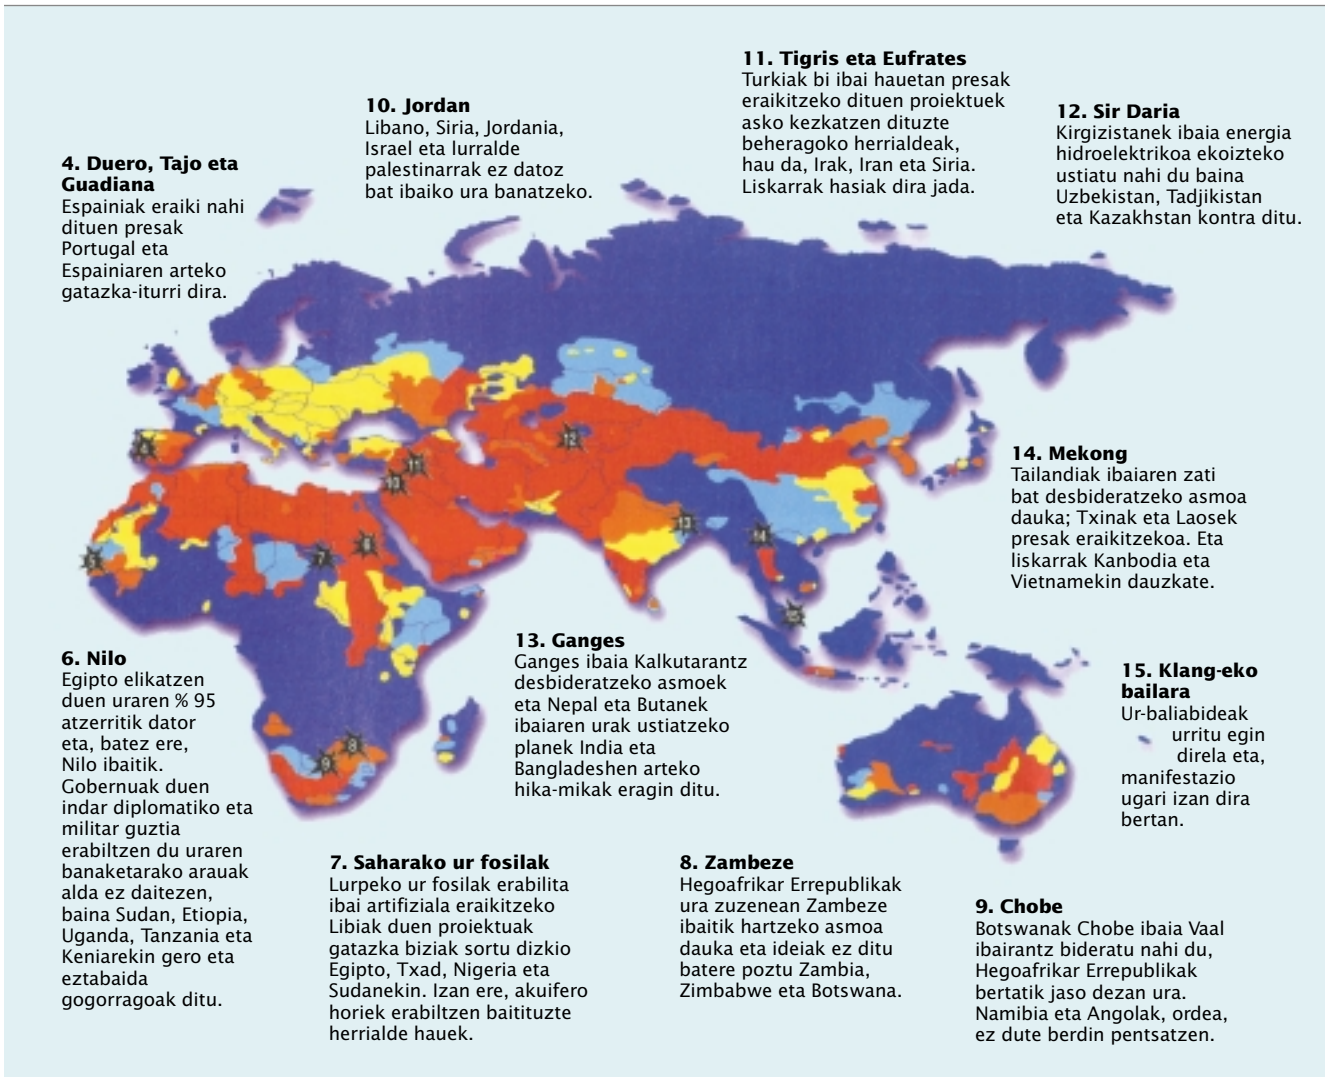 4. Duero, Tajo eta
Guadiana
Espainiak eraiki nahi
dituen presak
Portugal eta
Espainiaren arteko
gatazka-iturri dira.
10. Jordan
Libano, Siria, Jordania,
Israel eta lurralde
palestinarrak ez datoz
bat ibaiko ura banatzeko.
11. Tigris eta Eufrates
Turkiak bi ibai hauetan presak
eraikitzeko dituen proiektuek
asko kezkatzen dituzte
beheragoko herrialdeak,
hau da, Irak, Iran eta Siria.
Liskarrak hasiak dira jada.
12. Sir Daria
Kirgizistanek ibaia energia
hidroelektrikoa ekoizteko
ustiatu nahi du baina
Uzbekistan, Tadjikistan
eta Kazakhstan kontra ditu.
14. Mekong
Tailandiak ibaiaren zati
bat desbideratzeko asmoa
dauka; Txinak eta Laosek
presak eraikitzekoa. Eta
liskarrak Kanbodia eta
Vietnamekin dauzkate.
6. Nilo
Egipto elikatzen
duen uraren % 95
atzerritik dator
eta, batez ere,
Nilo ibaitik.
Gobernuak duen
indar diplomatiko eta
militar guztia
erabiltzen du uraren
banaketarako arauak
alda ez daitezen,
baina Sudan, Etiopia,
Uganda, Tanzania eta
Keniarekin gero eta
eztabaida
gogorragoak ditu.
13. Ganges
Ganges ibaia Kalkutarantz
desbideratzeko asmoek
eta Nepal eta Butanek
ibaiaren urak ustiatzeko
planek India eta
Bangladeshen arteko
hika-mikak eragin ditu.
15. Klang-eko
bailara
Ur-baliabideak
urritu egin
direla eta,
manifestazio
ugari izan dira
bertan.
7. Saharako ur fosilak
Lurpeko ur fosilak erabilita
ibai artifiziala eraikitzeko
Libiak duen proiektuak
gatazka biziak sortu dizkio
Egipto, Txad, Nigeria eta
Sudanekin. Izan ere, akuifero
horiek erabiltzen baitituzte
herrialde hauek.
8. Zambeze
Hegoafrikar Errepublikak
ura zuzenean Zambeze
ibaitik hartzeko asmoa
dauka eta ideiak ez ditu
batere poztu Zambia,
Zimbabwe eta Botswana.
9. Chobe
Botswanak Chobe ibaia Vaal
ibairantz bideratu nahi du,
Hegoafrikar Errepublikak
bertatik jaso dezan ura.
Namibia eta Angolak, ordea,
ez dute berdin pentsatzen.
12
11
10
13
14
7
8
9